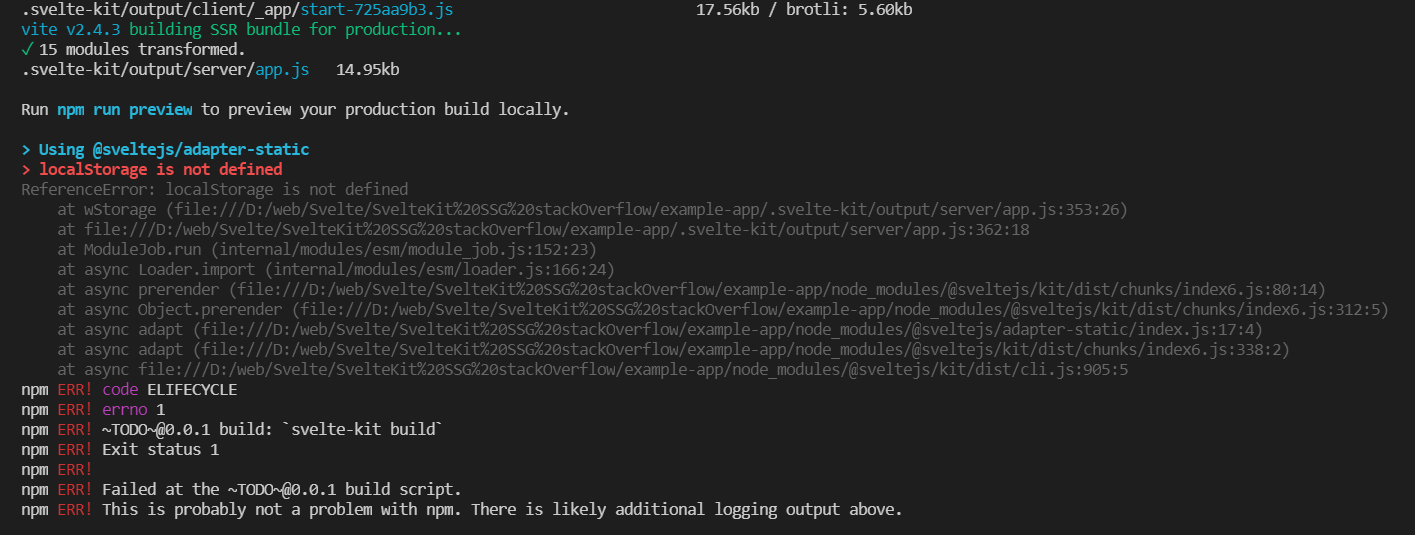 .svelte-kit/output/client/_app/start-725aa9b3.js 17.56kb / brotli: 5.60kb
vite v2.4.3 building SSR bundle for production...
✓ 15 modules transformed.
.svelte-kit/output/server/app.js 14.95kb
Run npm run preview to preview your production build locally.
> Using @sveltejs/adapter-static
> localStorage is not defined
ReferenceError: localStorage is not defined
at wStorage (file:///D:/web/Svelte/SvelteKit%20SSG%20stackOverflow/example-app/.svelte-kit/output/server/app.js:353:26)
at file:///D:/web/Svelte/SvelteKit%20SSG%20stackOverflow/example-app/.svelte-kit/output/server/app.js:362:18
at ModuleJob.run (internal/modules/esm/module_job.js:152:23)
at async Loader.import (internal/modules/esm/loader.js:166:24)
at async prerender (file:///D:/web/Svelte/SvelteKit%20SSG%20stackOverflow/example-app/node_modules/@sveltejs/kit/dist/chunks/index6.js:80:14)
at async Object.prerender (file:///D:/web/Svelte/SvelteKit%20SSG%20stackOverflow/example-app/node_modules/@sveltejs/kit/dist/chunks/index6.js:312:5)
at async adapt (file:///D:/web/Svelte/SvelteKit%20SSG%20stackOverflow/example-app/node_modules/@sveltejs/adapter-static/index.js:17:4)
at async adapt (file:///D:/web/Svelte/SvelteKit%20SSG%20stackOverflow/example-app/node_modules/@sveltejs/kit/dist/chunks/index6.js:338:2)
at async file:///D:/web/Svelte/SvelteKit%20SSG%20stackOverflow/example-app/node_modules/@sveltejs/kit/dist/cli.js:905:5
npm ERR! code ELIFECYCLE
npm ERR! errno 1
npm ERR! ~TODO~@0.0.1 build: `svelte-kit build`
npm ERR! Exit status 1
npm ERR!
npm ERR! Failed at the ~TODO~@0.0.1 build script.
npm ERR! This is probably not a problem with npm. There is likely additional logging output above.